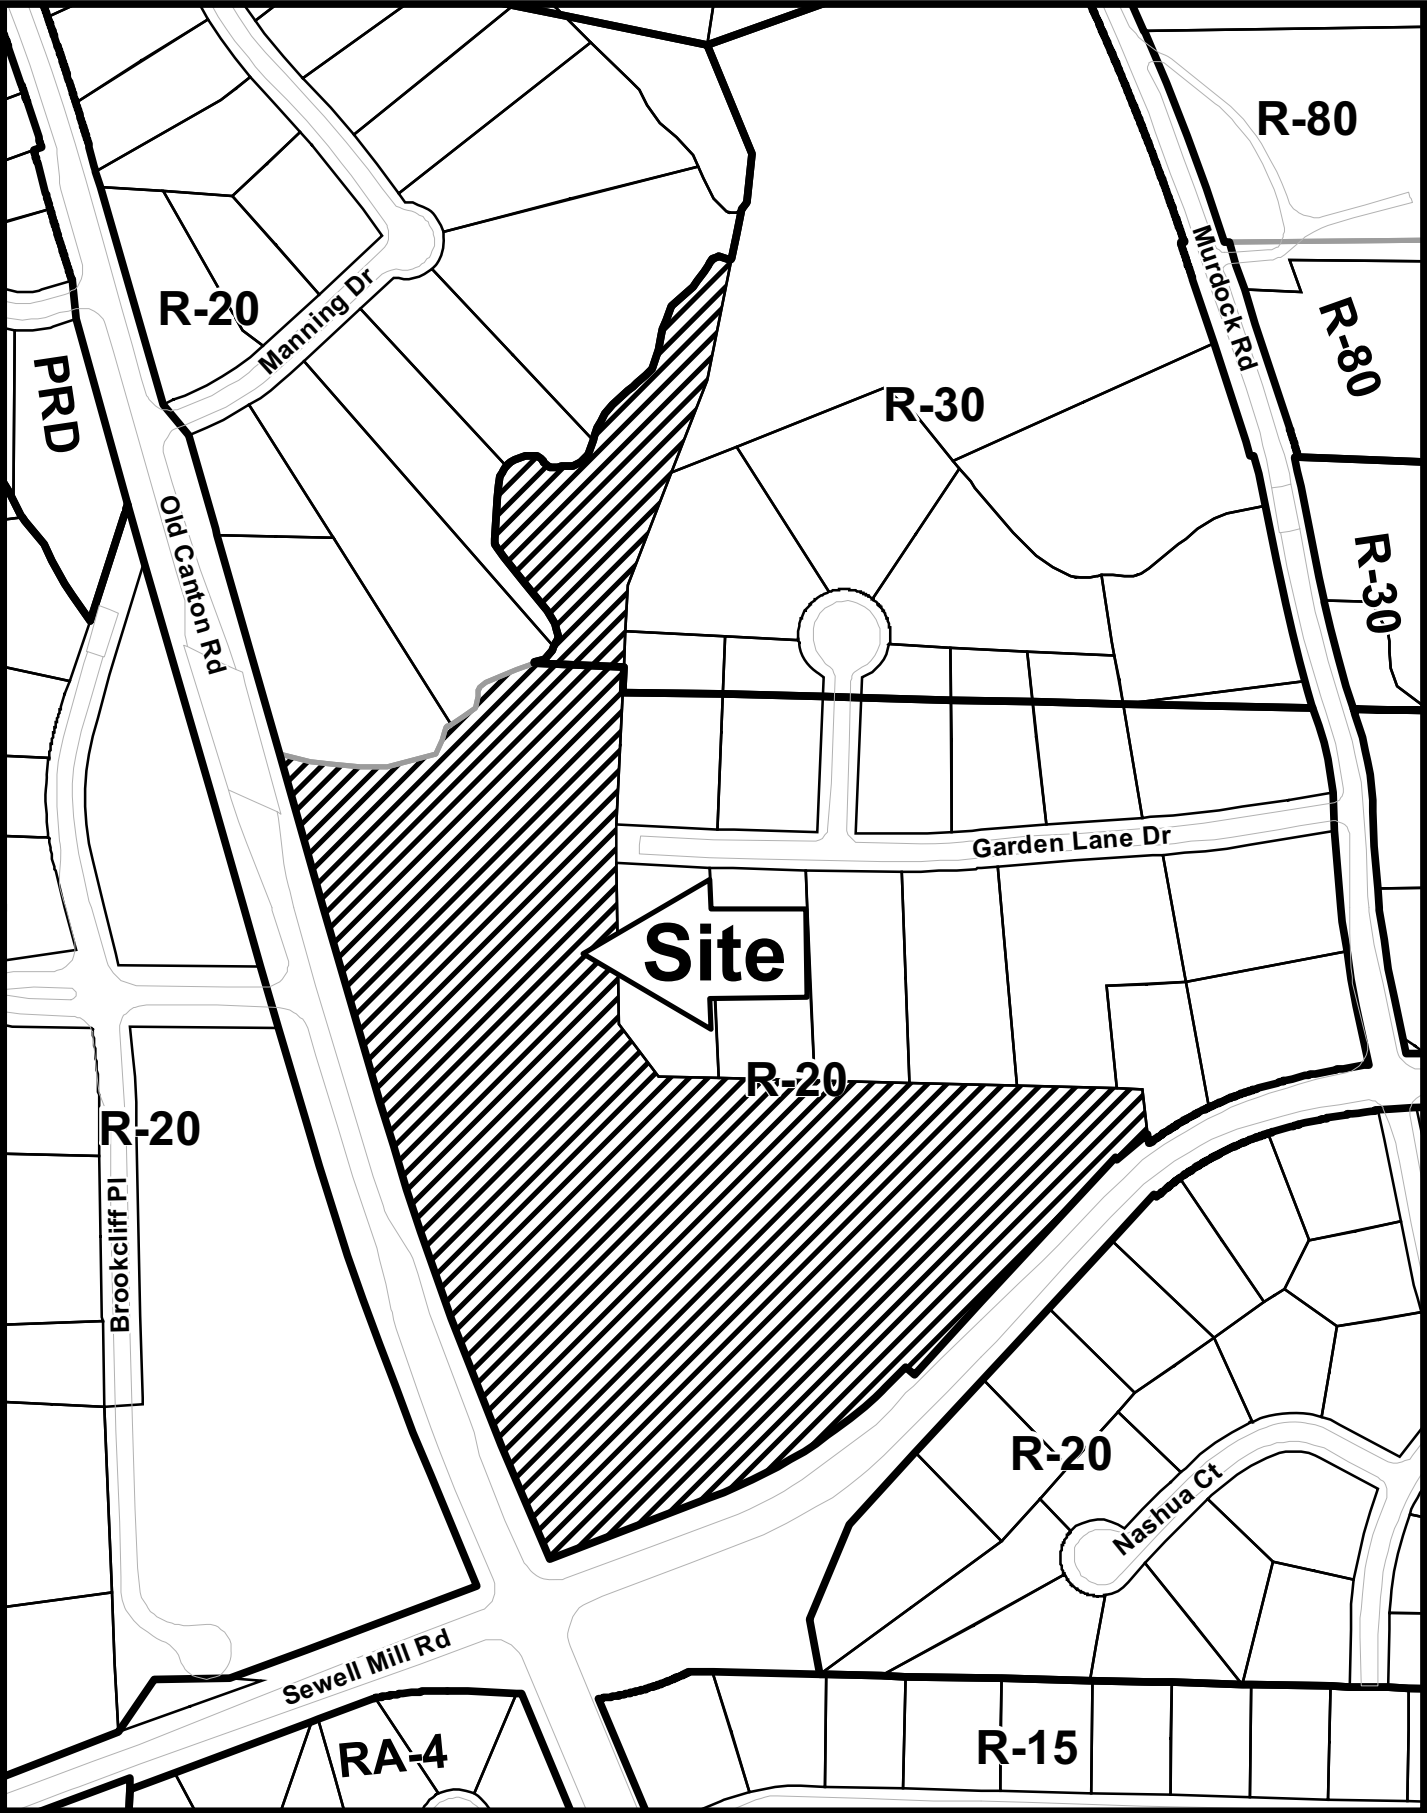 R-80
Murdock Rd
R-20
Manning Dr
R-80
PRD
R-30
Old Canton Rd
R-30
Garden Lane Dr
Site
R-20
R-20
Brookcliff Pl
R-20
Nashua Ct
Sewell Mill Rd
RA-4
R-15